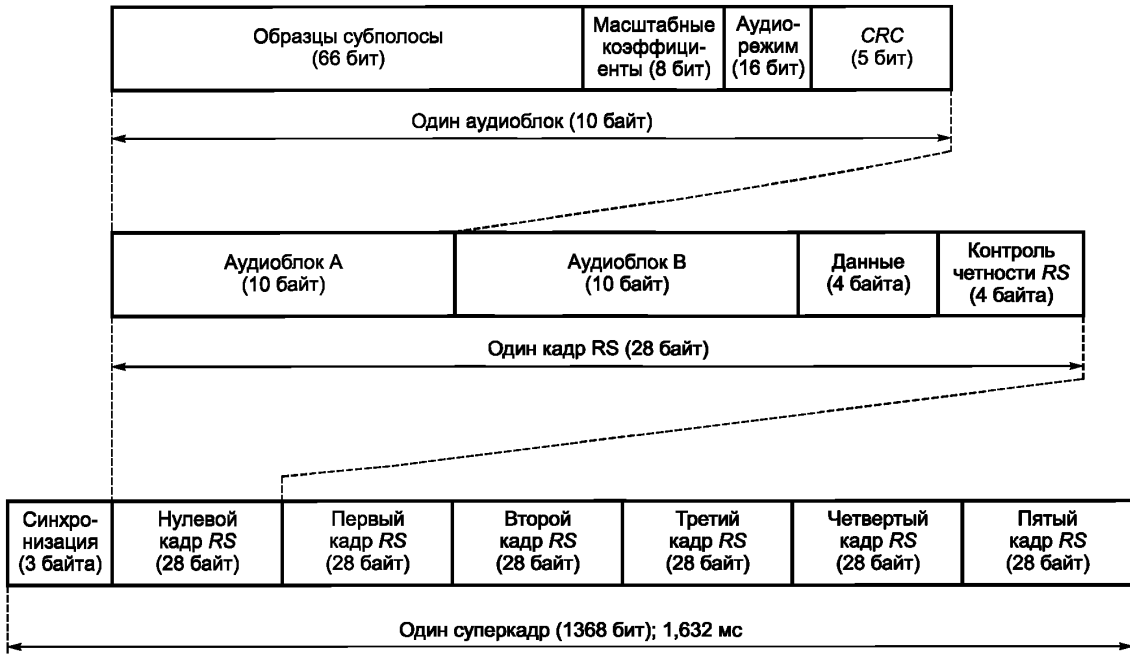 Образцы субполосы
(66 бит)
Масштабные
коэффици-
енты (8 бит)
Аудио-
режим
(16 бит)
CRC
(5 бит)
Один аудиоблок (10 байт)
Аудиоблок А
(10 байт)
Аудиоблок В
(10 байт)
Данные
(4 байта)
Контроль
четности RS
(4 байта)
Один кадр RS (28 байт)
Синхро-
низация
(3 байта)
Нулевой
кадр RS
(28 байт)
Первый
кадр RS
(28 байт)
Второй
кадр RS
(28 байт)
Третий
кадр RS
(28 байт)
Четвертый
кадр RS
(28 байт)
Пятый
кадр RS
(28 байт)
Один суперкадр (1368 бит); 1,632 мс